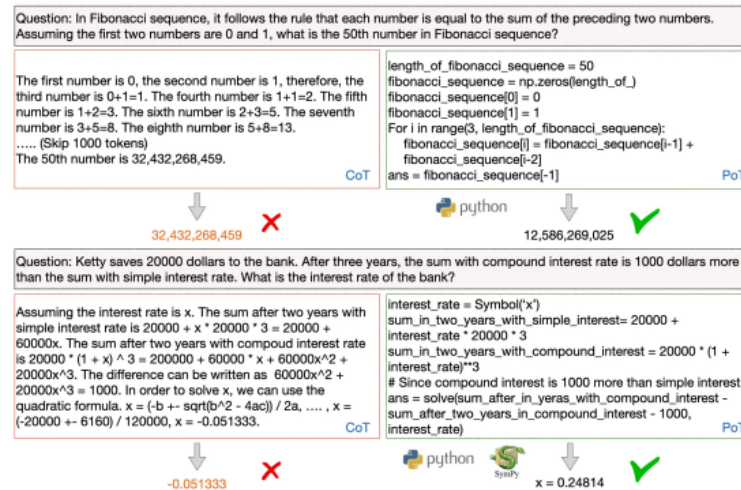 Question: In Fibonacci sequence, it follows the rule that each number is equal to the sum of the preceding two numbers.
Assuming the first two numbers are 0 and 1, what is the 50th number in Fibonacci sequence?
The first number is 0, the second number is 1, therefore, the
third number is 0+1=1. The fourth number is 1+1=2. The fifth
number is 1+2=3. The sixth number is 2+3=5. The seventh
number is 3+5=8. The eighth number is 5+8=13.
..... (Skip 1000 tokens)
The 50th number is 32,432,268,459.
CoT
length_of_fibonacci_sequence = 50
fibonacci_sequence = np.zeros(length_of_)
fibonacci_sequence[0] = 0
fibonacci_sequence[1] = 1
For i in range(3, length_of_fibonacci_sequence):
fibonacci_sequence[i] = fibonacci_sequence[i-1] +
fibonacci_sequence[i-2]
ans = fibonacci_sequence[-1]
PoT
python
32,432,268,459
12,586,269,025
Question: Ketty saves 20000 dollars to the bank. After three years, the sum with compound interest rate is 1000 dollars more
than the sum with simple interest rate. What is the interest rate of the bank?
Assuming the interest rate is x. The sum after two years with
simple interest rate is 20000 + x * 20000 * 3 = 20000 +
60000x. The sum after two years with compoud interest rate
is 20000 * (1 + x) ^ 3 = 200000 + 60000 * x + 60000x^2 +
20000x^3. The difference can be written as 60000x^2 +
20000x^3 = 1000. In order to solve x, we can use the
quadratic formula. x = (-b +- sqrt(b^2 - 4ac)) / 2a, .... , x =
(-20000 +- 6160) / 120000, x = -0.051333.
CoT
interest_rate = Symbol('x')
sum_in_two_years_with_simple_interest= 20000 +
interest_rate * 20000 * 3
sum_in_two_years_with_compound_interest = 20000 * (1 +
interest_rate)**3
# Since compound interest is 1000 more than simple interest
ans = solve(sum_after_in_yeras_with_compound_interest -
sum_after_two_years_in_compound_interest - 1000,
interest_rate)
PoT
python
SymPy
-0.051333
x = 0.24814